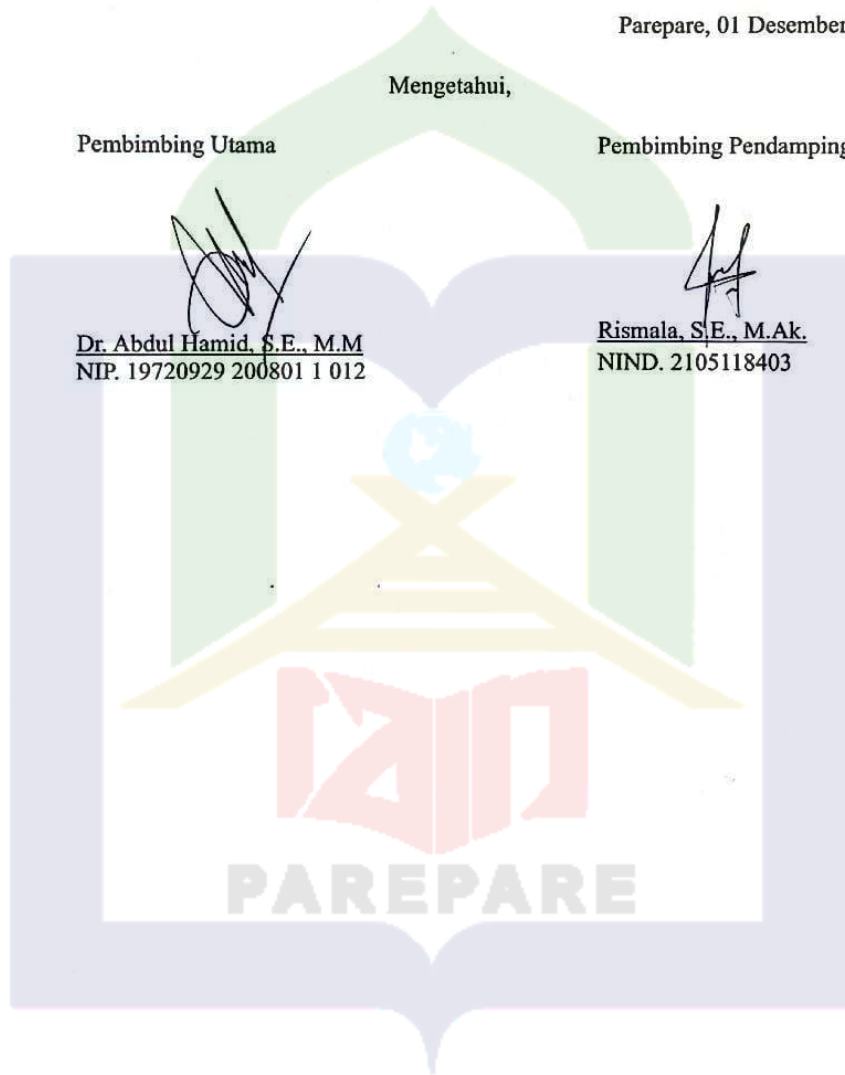 Parepare, 01 Desember
Mengetahui,
Pembimbing Utama
Pembimbing Pendamping
Dr. Abdul Hamid, S.E., M.M
NIP. 19720929 200801 1 012
Rismala, S.E., M.Ak.
NIND. 2105118403
iain
PAREPARE